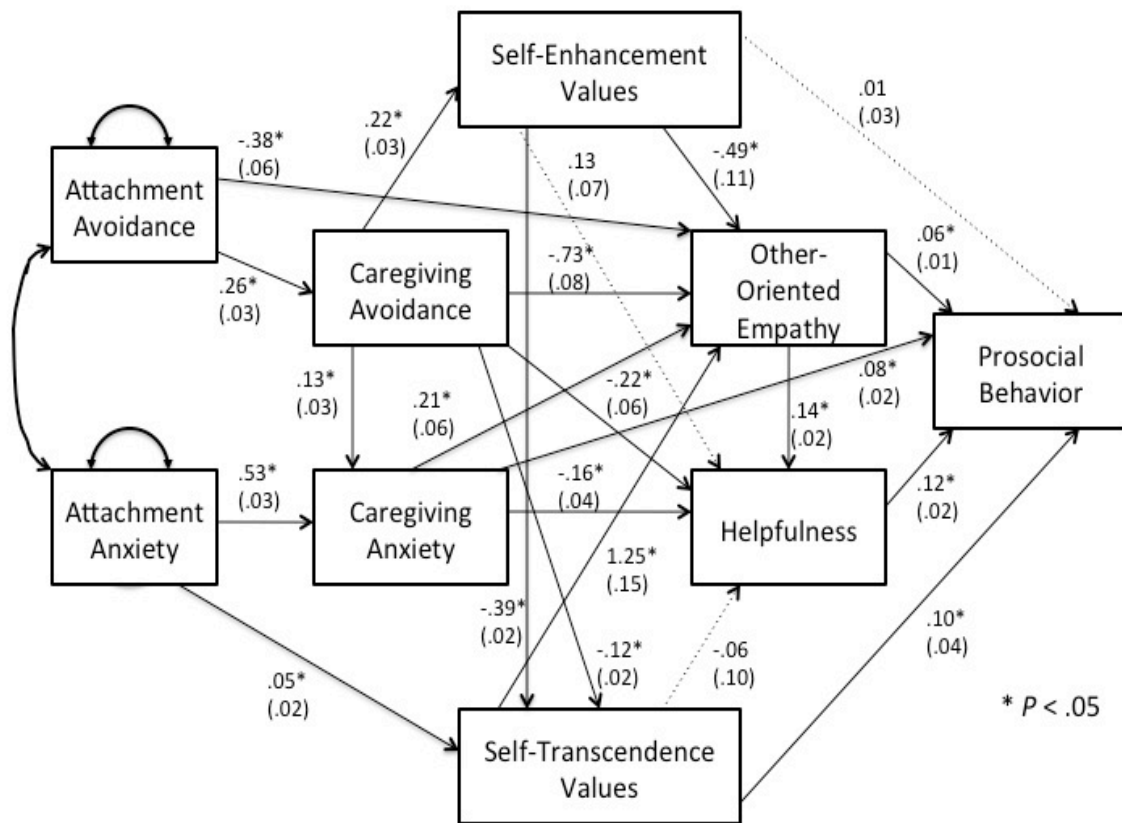 Self-Enhancement
Values
.01
(.03)
.22*
(.03)
-.38*
(.06)
.13
(.07)
-.49*
(.11)
Attachment
Avoidance
Caregiving
Avoidance
-.73*
(.08)
Other-
Oriented
Empathy
.06*
(.01)
.26*
(.03)
Prosocial
Behavior
.13*
(.03)
.21*
(.06)
-.22*
(.06)
.08*
(.02)
.14*
(.02)
Attachment
Anxiety
.53*
(.03)
Caregiving
Anxiety
-.16*
(.04)
Helpfulness
.12*
(.02)
1.25*
(.15)
-.39*
(.02)
-.12*
(.02)
-.06
(.10)
.10*
(.04)
.05*
(.02)
* P < .05
Self-Transcendence
Values